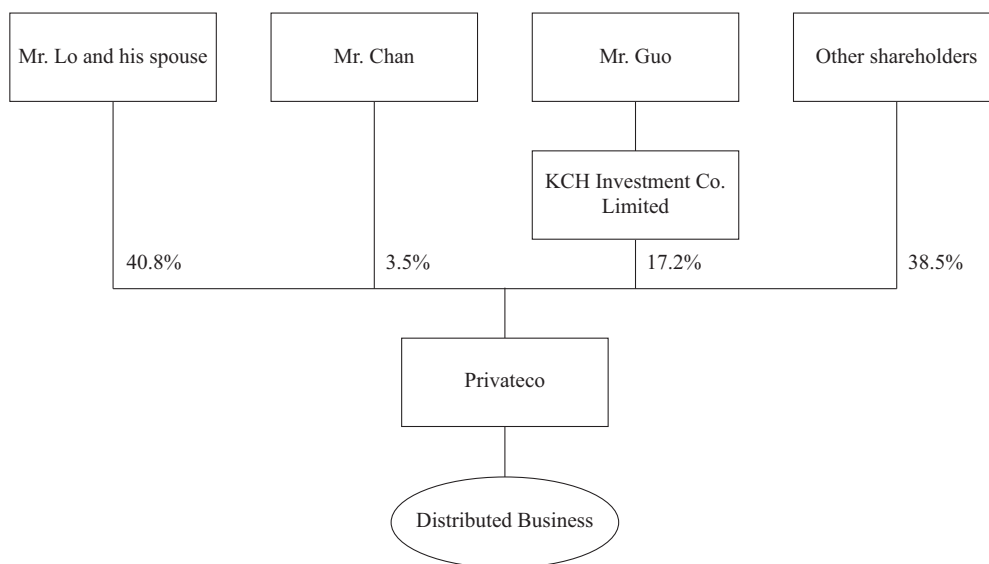 Mr. Lo and his spouse
Mr. Chan
Mr. Guo
Other shareholders
KCH Investment Co.
Limited
40.8%
3.5%
17.2%
38.5%
Privateco
Distributed Business